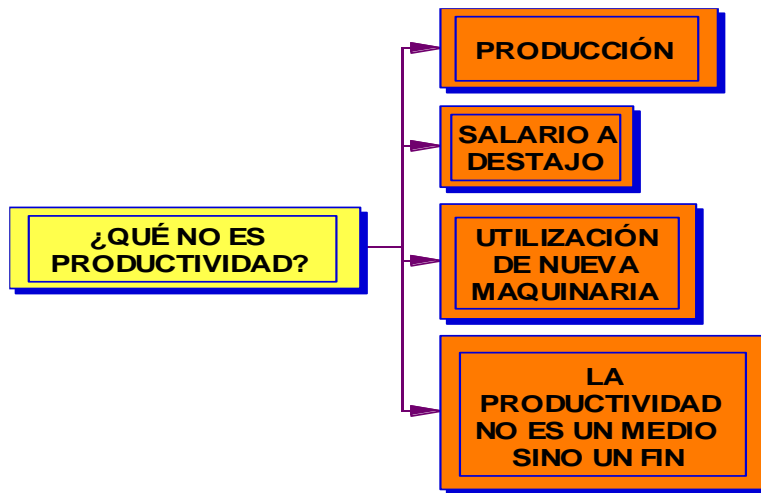 ¿QUÉ NO ES
PRODUCTIVIDAD?
PRODUCCIÓN
SALARIO A
DESTAJO
UTILIZACIÓN
DE NUEVA
MAQUINARIA
LA
PRODUCTIVIDAD
NO ES UN MEDIO
SINO UN FIN